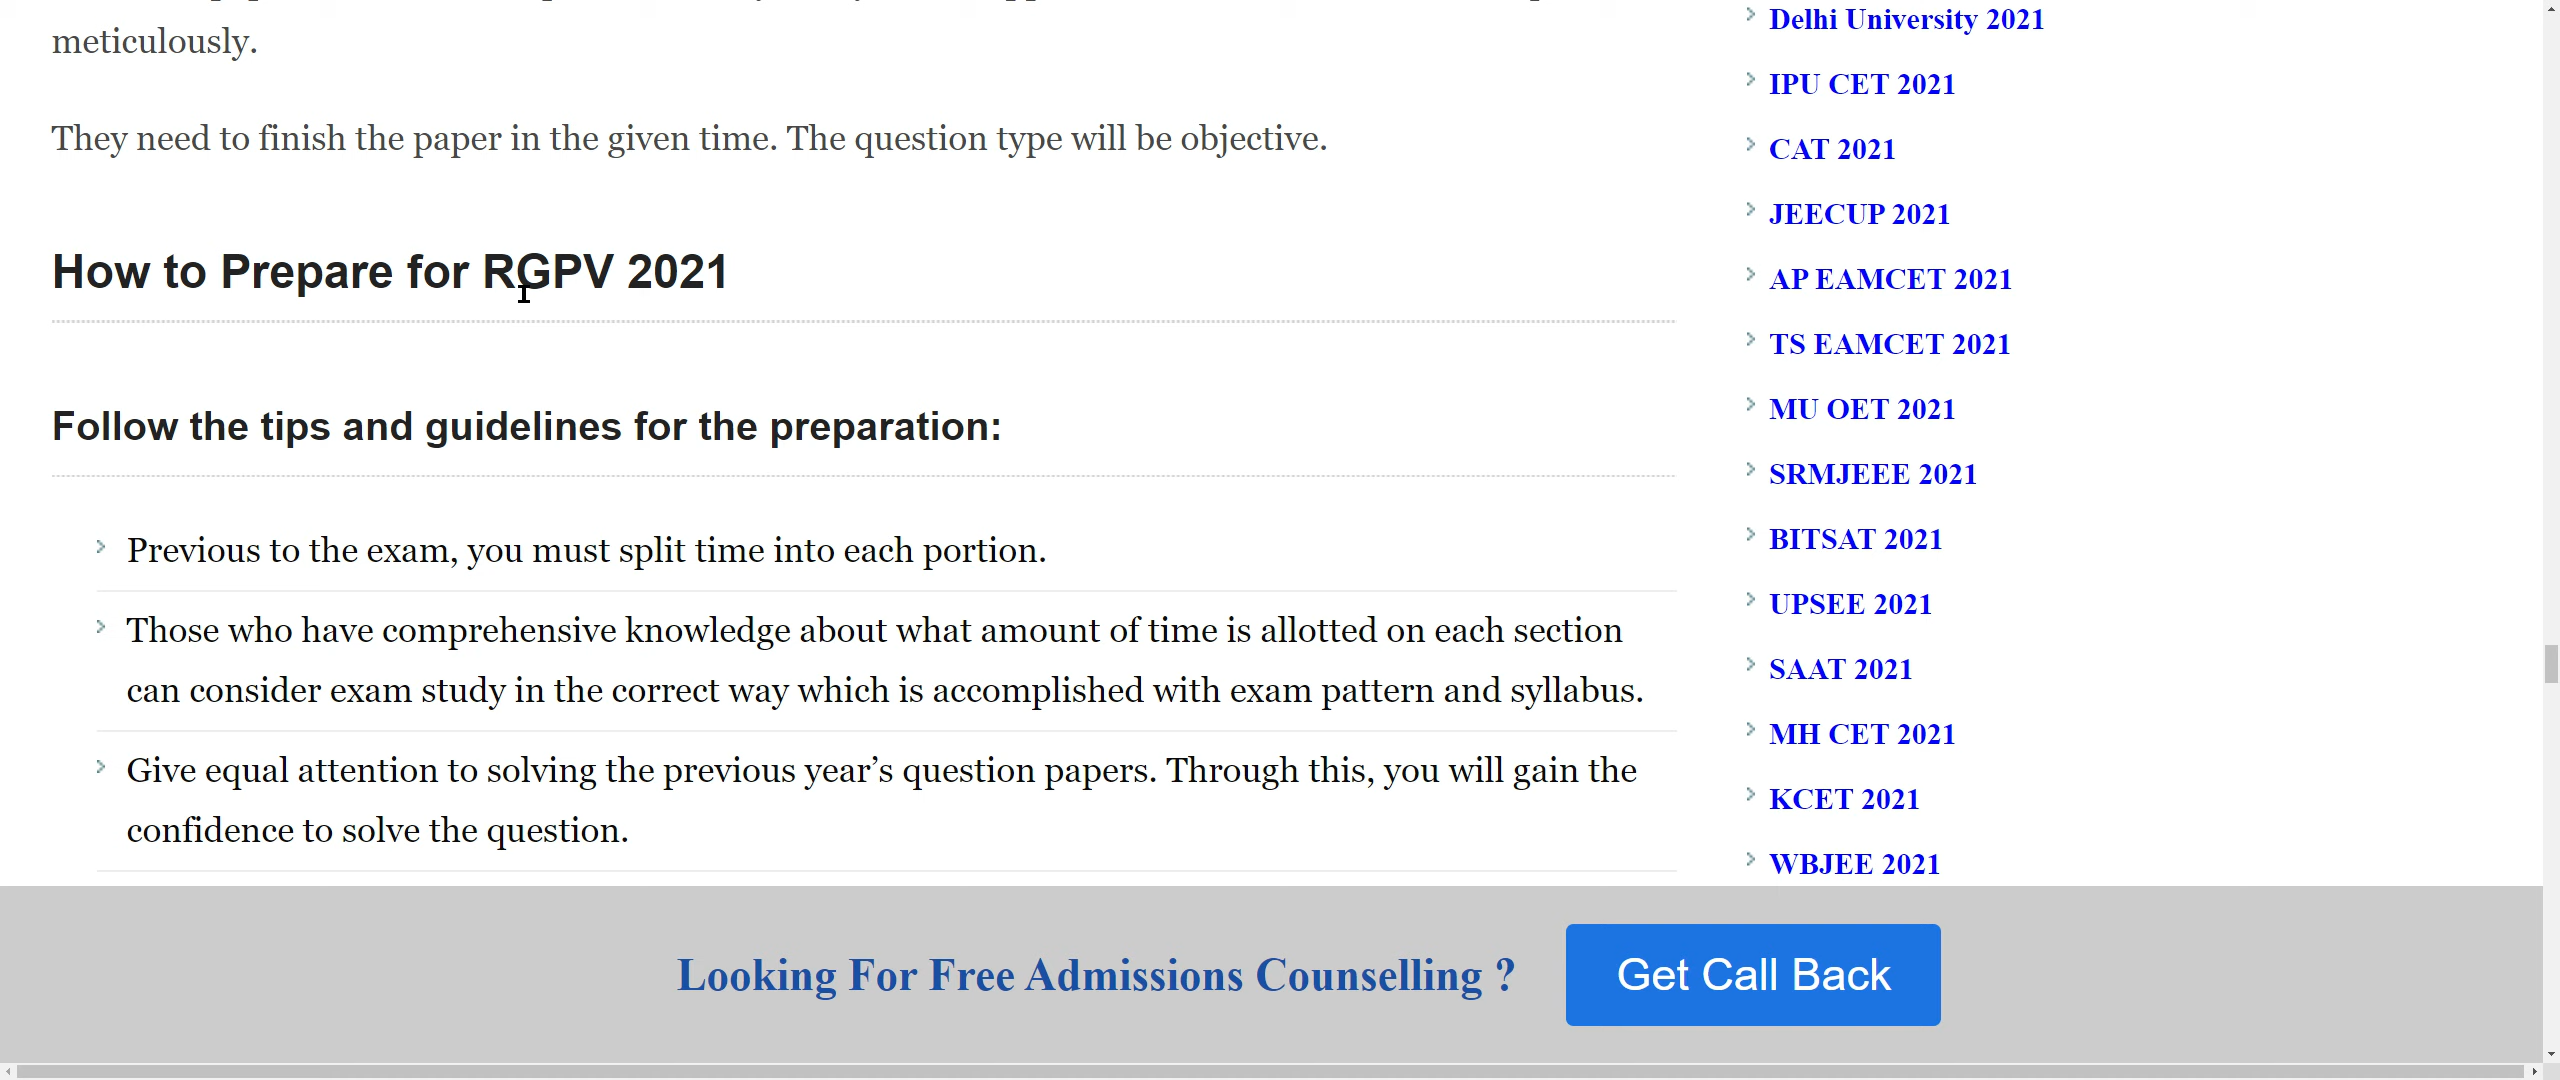 meticulously.
They need to finish the paper in the given time. The question type will be objective.
How to Prepare for RGPV 2021
Follow the tips and guidelines for the preparation:
Previous to the exam, you must split time into each portion.
Those who have comprehensive knowledge about what amount of time is allotted on each section
can consider exam study in the correct way which is accomplished with exam pattern and syllabus.
Give equal attention to solving the previous year’s question papers. Through this, you will gain the
confidence to solve the question.
Delhi University 2021
IPU CET 2021
CAT 2021
JEECUP 2021
AP EAMCET 2021
TS EAMCET 2021
MU OET 2021
SRMJEEE 2021
BITSAT 2021
UPSEE 2021
SAAT 2021
MH CET 2021
KCET 2021
WBJEE 2021
Looking For Free Admissions Counselling ?
Get Call Back